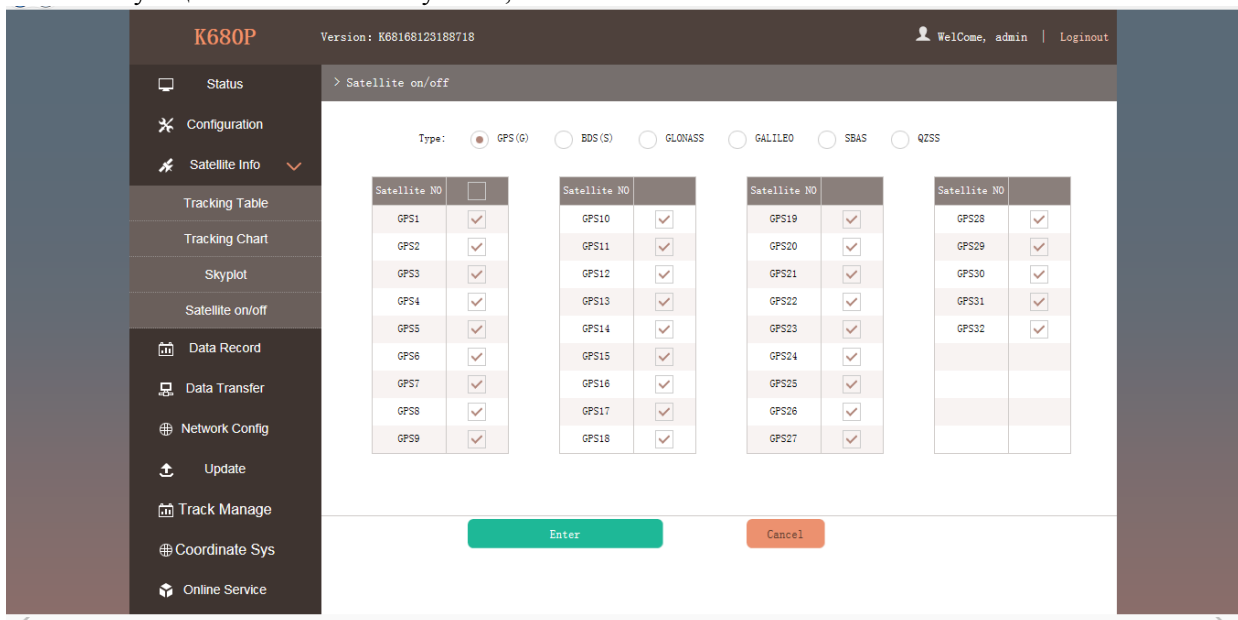 K680P
Version: K68168123188718
WelCome, admin | Loginout
Status
Configuration
Satellite Info
Tracking Table
Tracking Chart
Skyplot
Satellite on/off
Data Record
Data Transfer
Network Config
Update
Track Manage
Coordinate Sys
Online Service
> Satellite on/off
Type: GPS(G) BDS(S) GLONASS GALILEO SBAS QZSS
Satellite NO Satellite NO Satellite NO Satellite NO
GPS1 GPS10 GPS19 GPS28
GPS2 GPS11 GPS20 GPS29
GPS3 GPS12 GPS21 GPS30
GPS4 GPS13 GPS22 GPS31
GPS5 GPS14 GPS23 GPS32
GPS6 GPS15 GPS24
GPS7 GPS16 GPS25
GPS8 GPS17 GPS26
GPS9 GPS18 GPS27
Enter Cancel